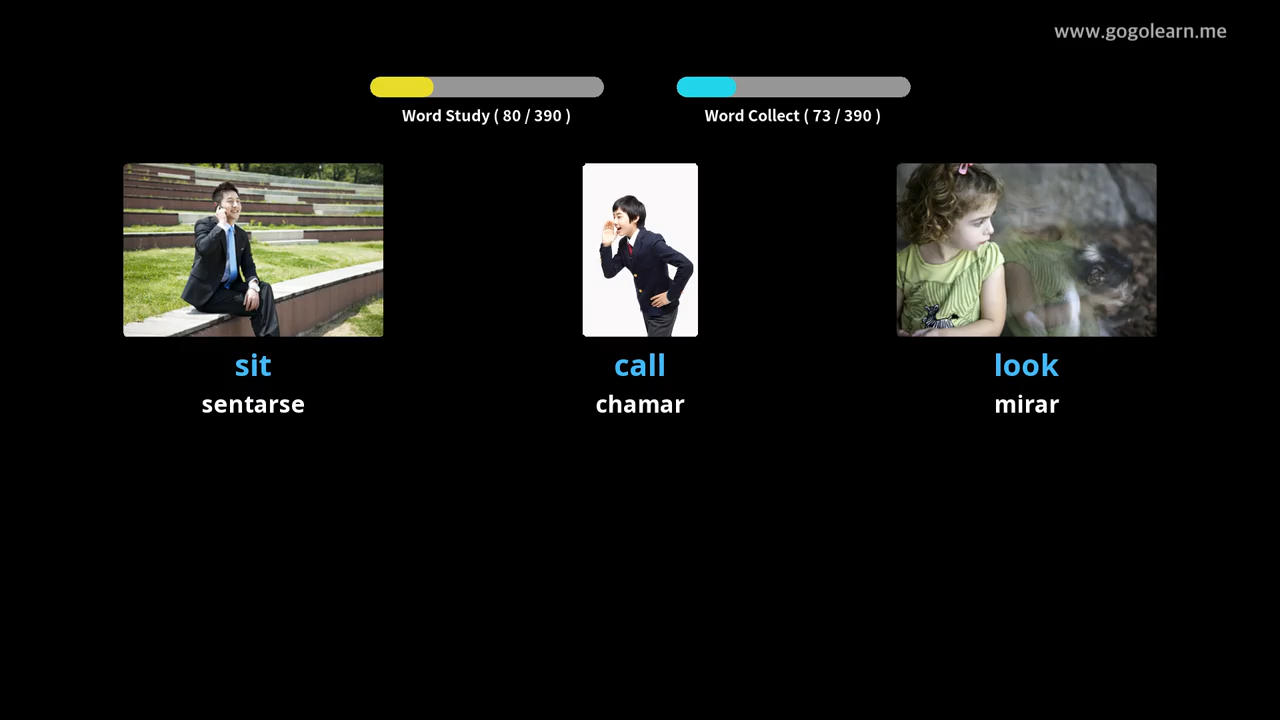 www.gogolearn.me
Word Study ( 80 / 390 )
Word Collect ( 73 / 390 )
sit
sentarse
call
chamar
look
mirar